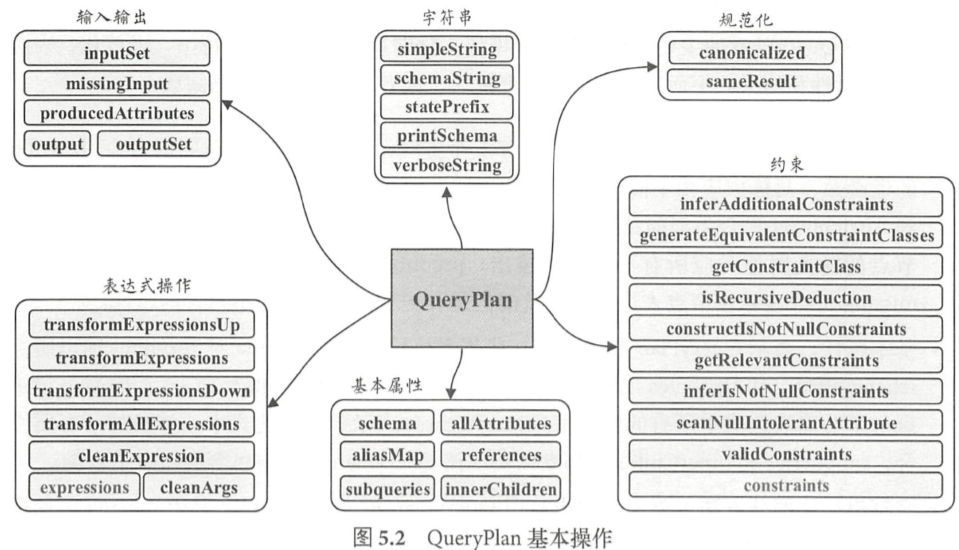 输入输出
inputSet
missingInput
producedAttributes
output outputSet
字符串
simpleString
schemaString
statePrefix
printSchema
verboseString
规范化
canonicalized
sameResult
约束
inferAdditionalConstraints
generateEquivalentConstraintClasses
getConstraintClass
isRecursiveDeduction
constructIsNotNullConstraints
getRelevantConstraints
inferIsNotNullConstraints
scanNullIntolerantAttribute
validConstraints
constraints
QueryPlan
表达式操作
transformExpressionsUp
transformExpressions
transformExpressionsDown
transformAllExpressions
cleanExpression
expressions cleanArgs
基本属性
schema allAttributes
aliasMap references
subqueries innerChildren
图 5.2 QueryPlan 基本操作